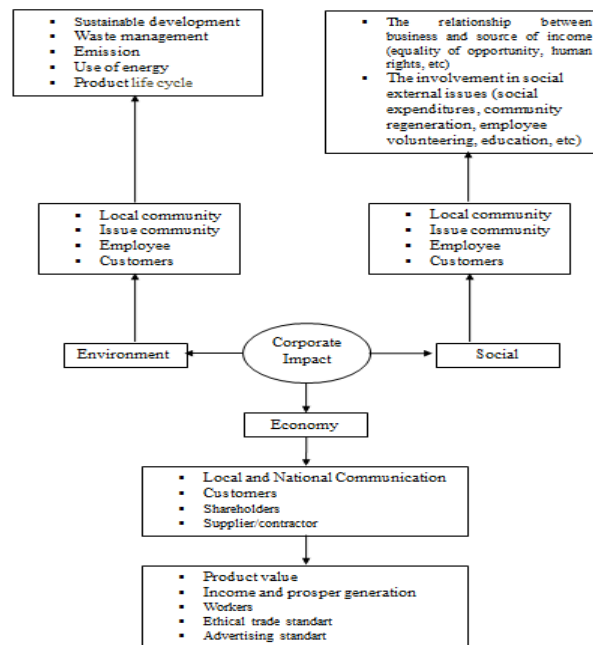 Sustainable development
Waste management
Emission
Use of energy
Product life cycle
The relationship between
business and source of income
(equality of opportunity, human
rights, etc)
The involvement in social
external issues (social
expenditures, community
regeneration, employee
volunteering, education, etc)
Local community
Issue community
Employee
Customers
Local community
Issue community
Employee
Customers
Environment
Corporate
Impact
Social
Economy
Local and National Communication
Customers
Shareholders
Supplier/contractor
Product value
Income and prosper generation
Workers
Ethical trade standart
Advertising standart